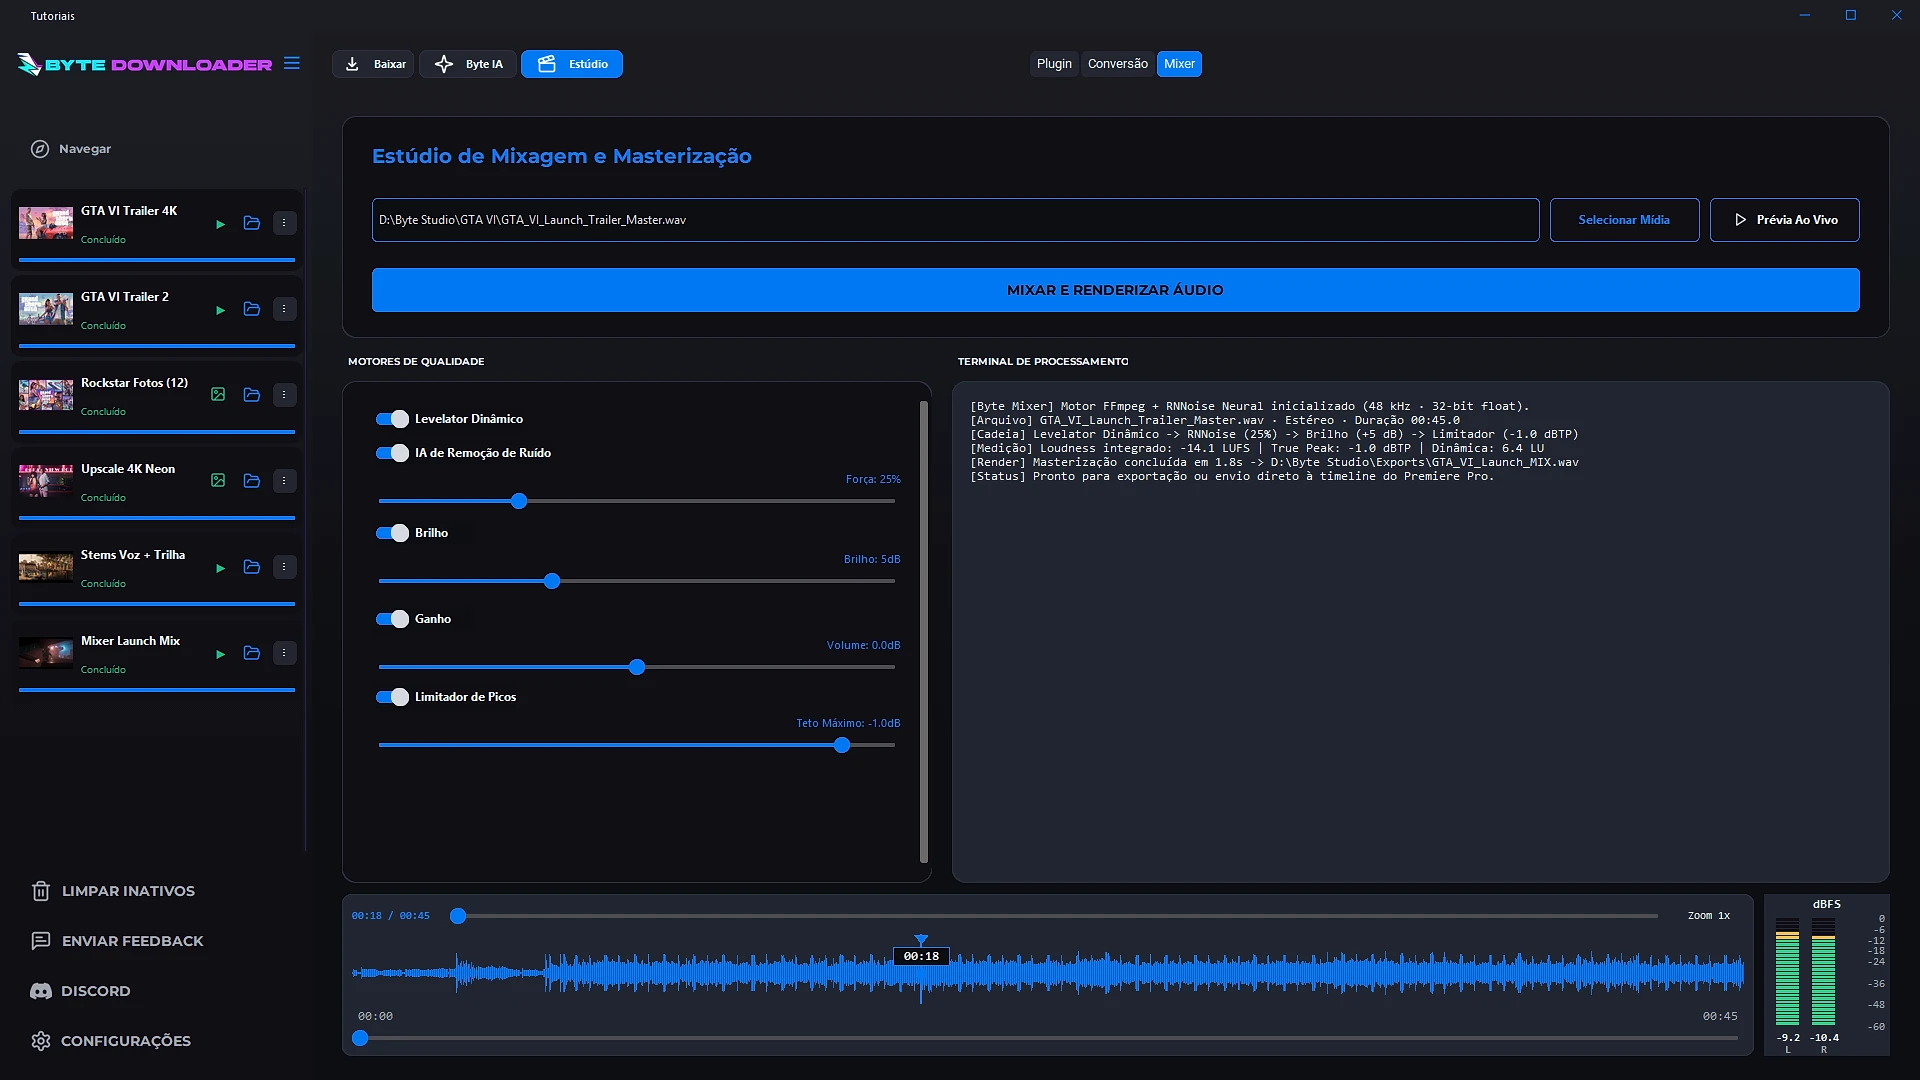 Tutoriais
BYTE DOWNLOADER
Baixar
Byte IA
Estúdio
Plugin
Conversão
Mixer
Navegar
GTA VI Trailer 4K
Concluído
GTA VI Trailer 2
Concluído
Rockstar Fotos (12)
Concluído
Upscale 4K Neon
Concluído
Stems Voz + Trilha
Concluído
Mixer Launch Mix
Concluído
LIMPAR INATIVOS
ENVIAR FEEDBACK
DISCORD
CONFIGURAÇÕES
Estúdio de Mixagem e Masterização
D:\Byte Studio\GTA VI\GTA_VI_Launch_Trailer_Master.wav
Selecionar Mídia
Prévia Ao Vivo
MIXAR E RENDERIZAR ÁUDIO
MOTORES DE QUALIDADE
Levelator Dinâmico
IA de Remoção de Ruído
Força: 25%
Brilho
Brilho: 5dB
Ganho
Volume: 0.0dB
Limitador de Picos
Teto Máximo: -1.0dB
TERMINAL DE PROCESSAMENTO
[Byte Mixer] Motor FFmpeg + RNNoise Neural inicializado (48 kHz · 32-bit float).
[Arquivo] GTA_VI_Launch_Trailer_Master.wav · Estéreo · Duração 00:45.0
[Cadeia] Levelator Dinâmico -> RNNoise (25%) -> Brilho (+5 dB) -> Limitador (-1.0 dBTP)
[Medição] Loudness integrado: -14.1 LUFS | True Peak: -1.0 dBTP | Dinâmica: 6.4 LU
[Render] Masterização concluída em 1.8s -> D:\Byte Studio\Exports\GTA_VI_Launch_MIX.wav
[Status] Pronto para exportação ou envio direto à timeline do Premiere Pro.
00:18 / 00:45
Zoom 1x
00:18
00:00
00:45
dBFS
0
-6
-12
-18
-24
-36
-48
-60
-9.2 -10.4
L R